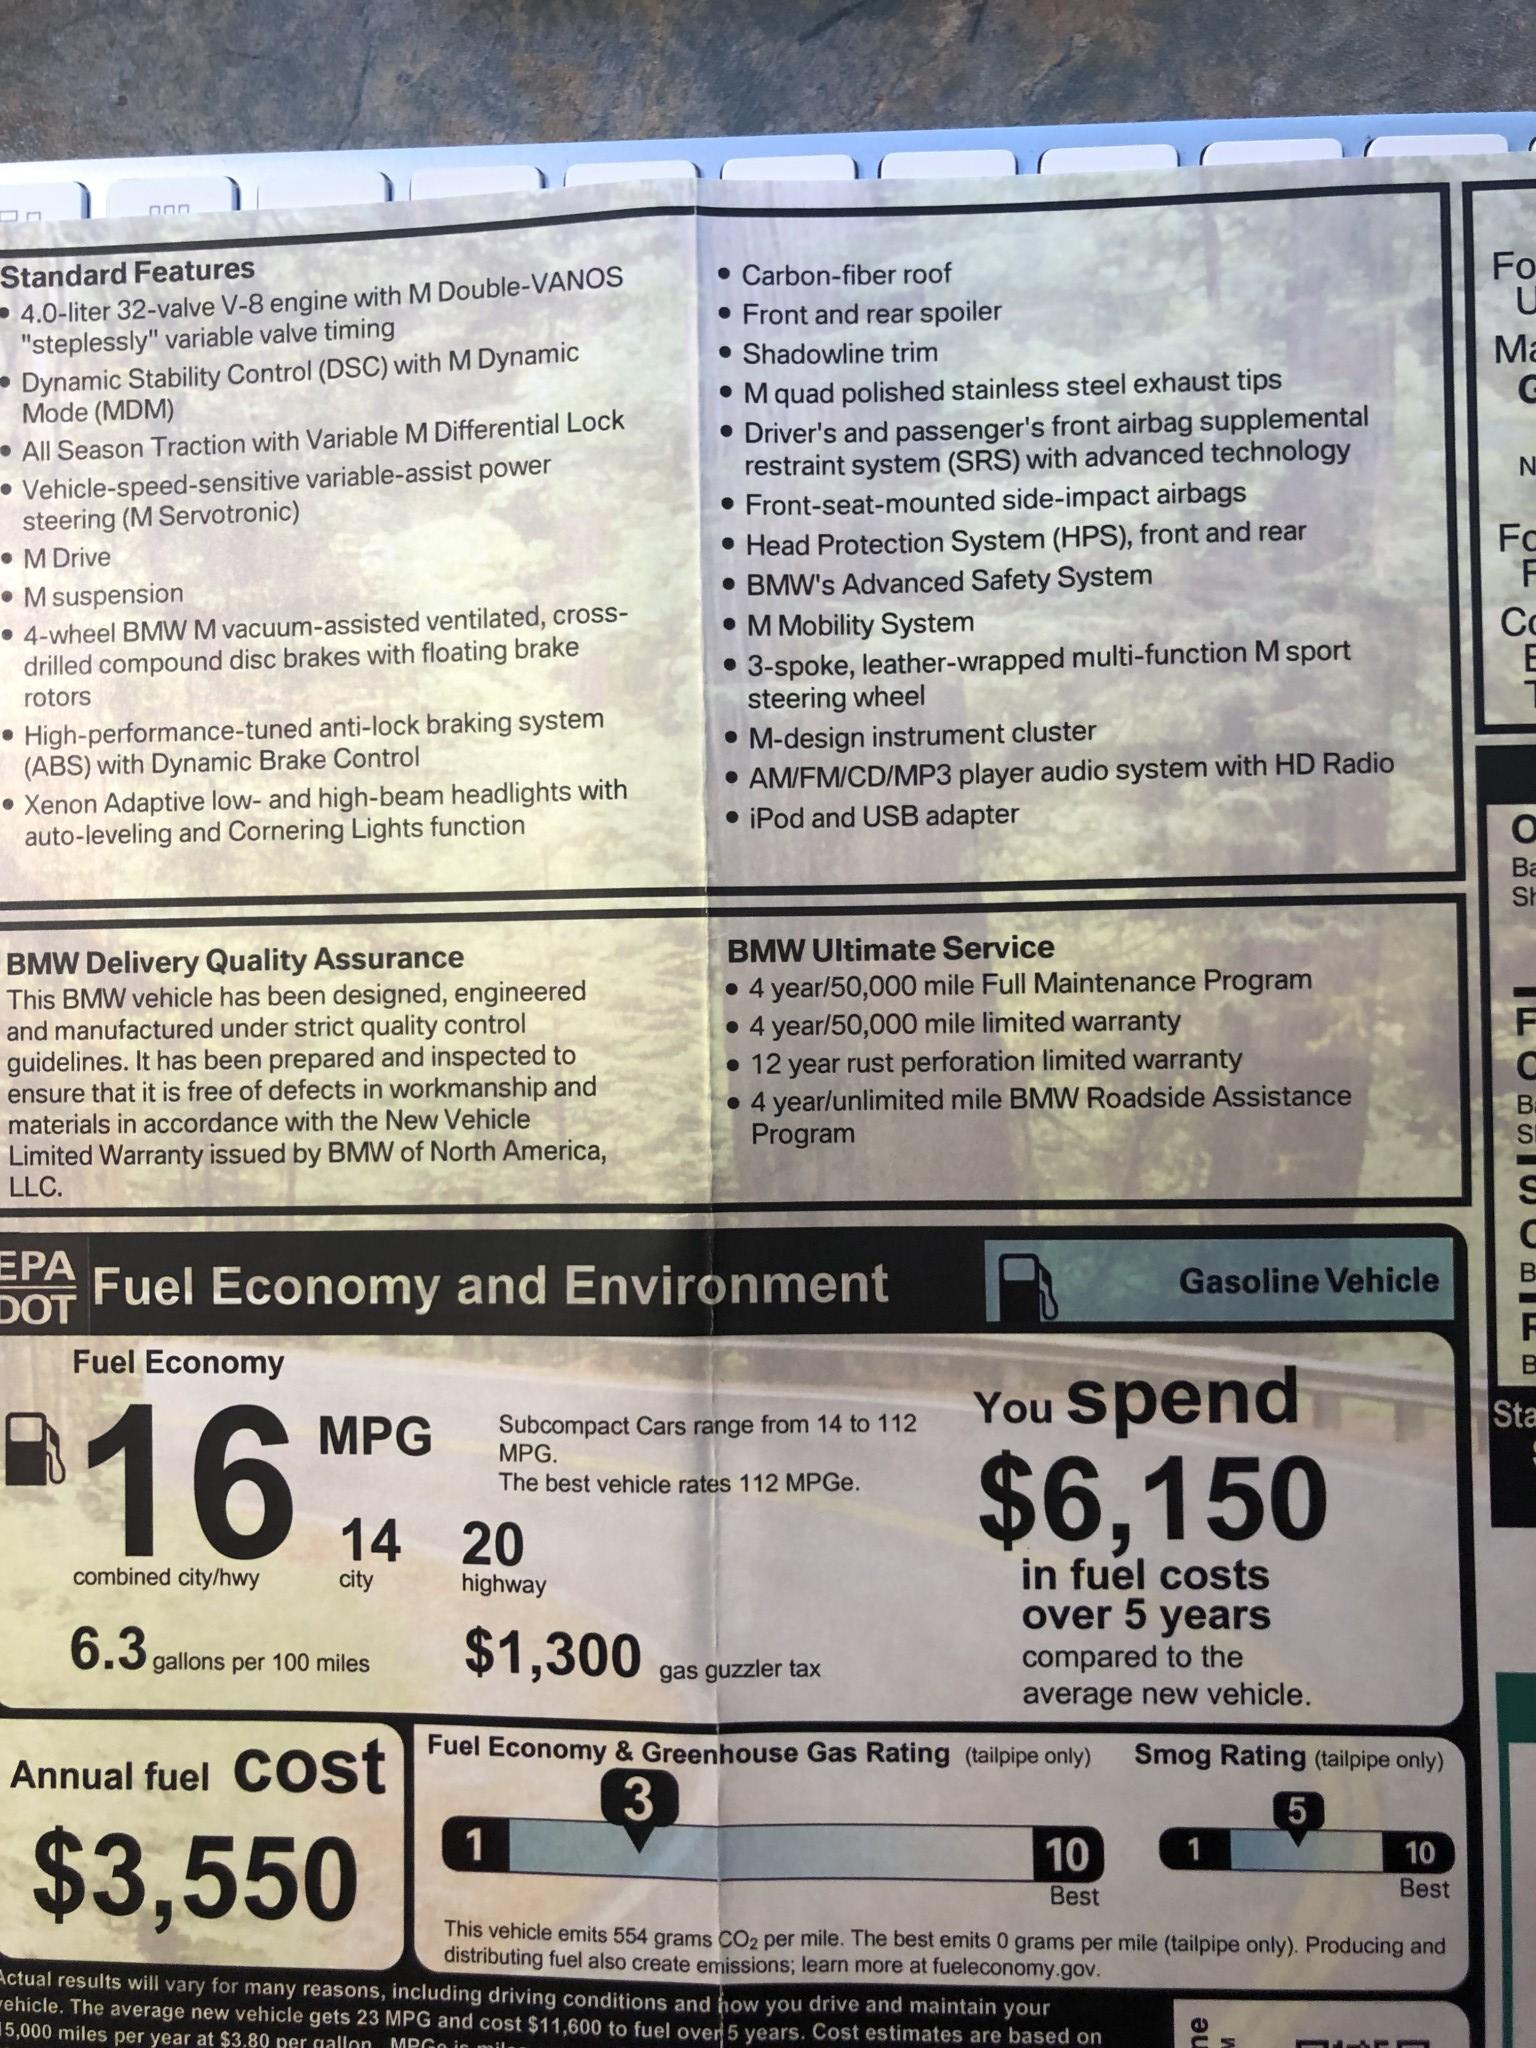 Standard Features
• 4.0-liter 32-valve V-8 engine with M Double-VANOS
"steplessly" variable valve timing
• Dynamic Stability Control (DSC) with M Dynamic
Mode (MDM)
• All Season Traction with Variable M Differential Lock
• Vehicle-speed-sensitive variable-assist power
steering (M Servotronic)
• M Drive
• M suspension
• 4-wheel BMW M vacuum-assisted ventilated, cross-
drilled compound disc brakes with floating brake
rotors
• High-performance-tuned anti-lock braking system
(ABS) with Dynamic Brake Control
• Xenon Adaptive low- and high-beam headlights with
auto-leveling and Cornering Lights function
• Carbon-fiber roof
• Front and rear spoiler
• Shadowline trim
• M quad polished stainless steel exhaust tips
• Driver's and passenger's front airbag supplemental
restraint system (SRS) with advanced technology
• Front-seat-mounted side-impact airbags
• Head Protection System (HPS), front and rear
• BMW's Advanced Safety System
• M Mobility System
• 3-spoke, leather-wrapped multi-function M sport
steering wheel
• M-design instrument cluster
• AM/FM/CD/MP3 player audio system with HD Radio
• iPod and USB adapter
BMW Delivery Quality Assurance
This BMW vehicle has been designed, engineered
and manufactured under strict quality control
guidelines. It has been prepared and inspected to
ensure that it is free of defects in workmanship and
materials in accordance with the New Vehicle
Limited Warranty issued by BMW of North America,
LLC.
BMW Ultimate Service
• 4 year/50,000 mile Full Maintenance Program
• 4 year/50,000 mile limited warranty
• 12 year rust perforation limited warranty
• 4 year/unlimited mile BMW Roadside Assistance
Program
EPA
DOT
Fuel Economy and Environment
Gasoline Vehicle
Fuel Economy
16 MPG
combined city/hwy
14
city
20
highway
Subcompact Cars range from 14 to 112
MPG.
The best vehicle rates 112 MPGe.
6.3 gallons per 100 miles
$1,300 gas guzzler tax
You spend
$6,150
in fuel costs
over 5 years
compared to the
average new vehicle.
Annual fuel cost
$3,550
Fuel Economy & Greenhouse Gas Rating (tailpipe only)
3
1
10
Best
Smog Rating (tailpipe only)
5
1
10
Best
This vehicle emits 554 grams CO₂ per mile. The best emits 0 grams per mile (tailpipe only). Producing and
distributing fuel also create emissions; learn more at fueleconomy.gov.
Actual results will vary for many reasons, including driving conditions and how you drive and maintain your
vehicle. The average new vehicle gets 23 MPG and cost $11,600 to fuel over 5 years. Cost estimates are based on
15,000 miles per year at $3.80 per gallon. MPGe is